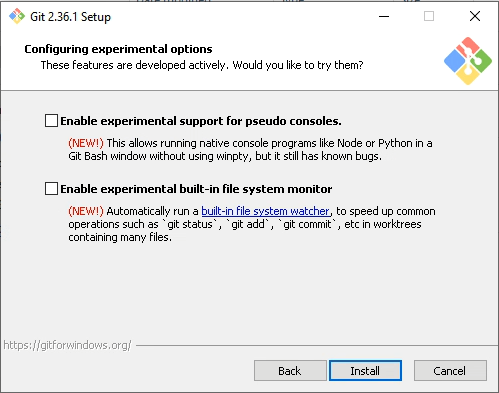 Git 2.36.1 Setup
Configuring experimental options
These features are developed actively. Would you like to try them?
Enable experimental support for pseudo consoles.
(NEW!) This allows running native console programs like Node or Python in a
Git Bash window without using winpty, but it still has known bugs.
Enable experimental built-in file system monitor
(NEW!) Automatically run a built-in file system watcher, to speed up common
operations such as `git status`, `git add`, `git commit`, etc in worktrees
containing many files.
https://gitforwindows.org/
Back
Install
Cancel